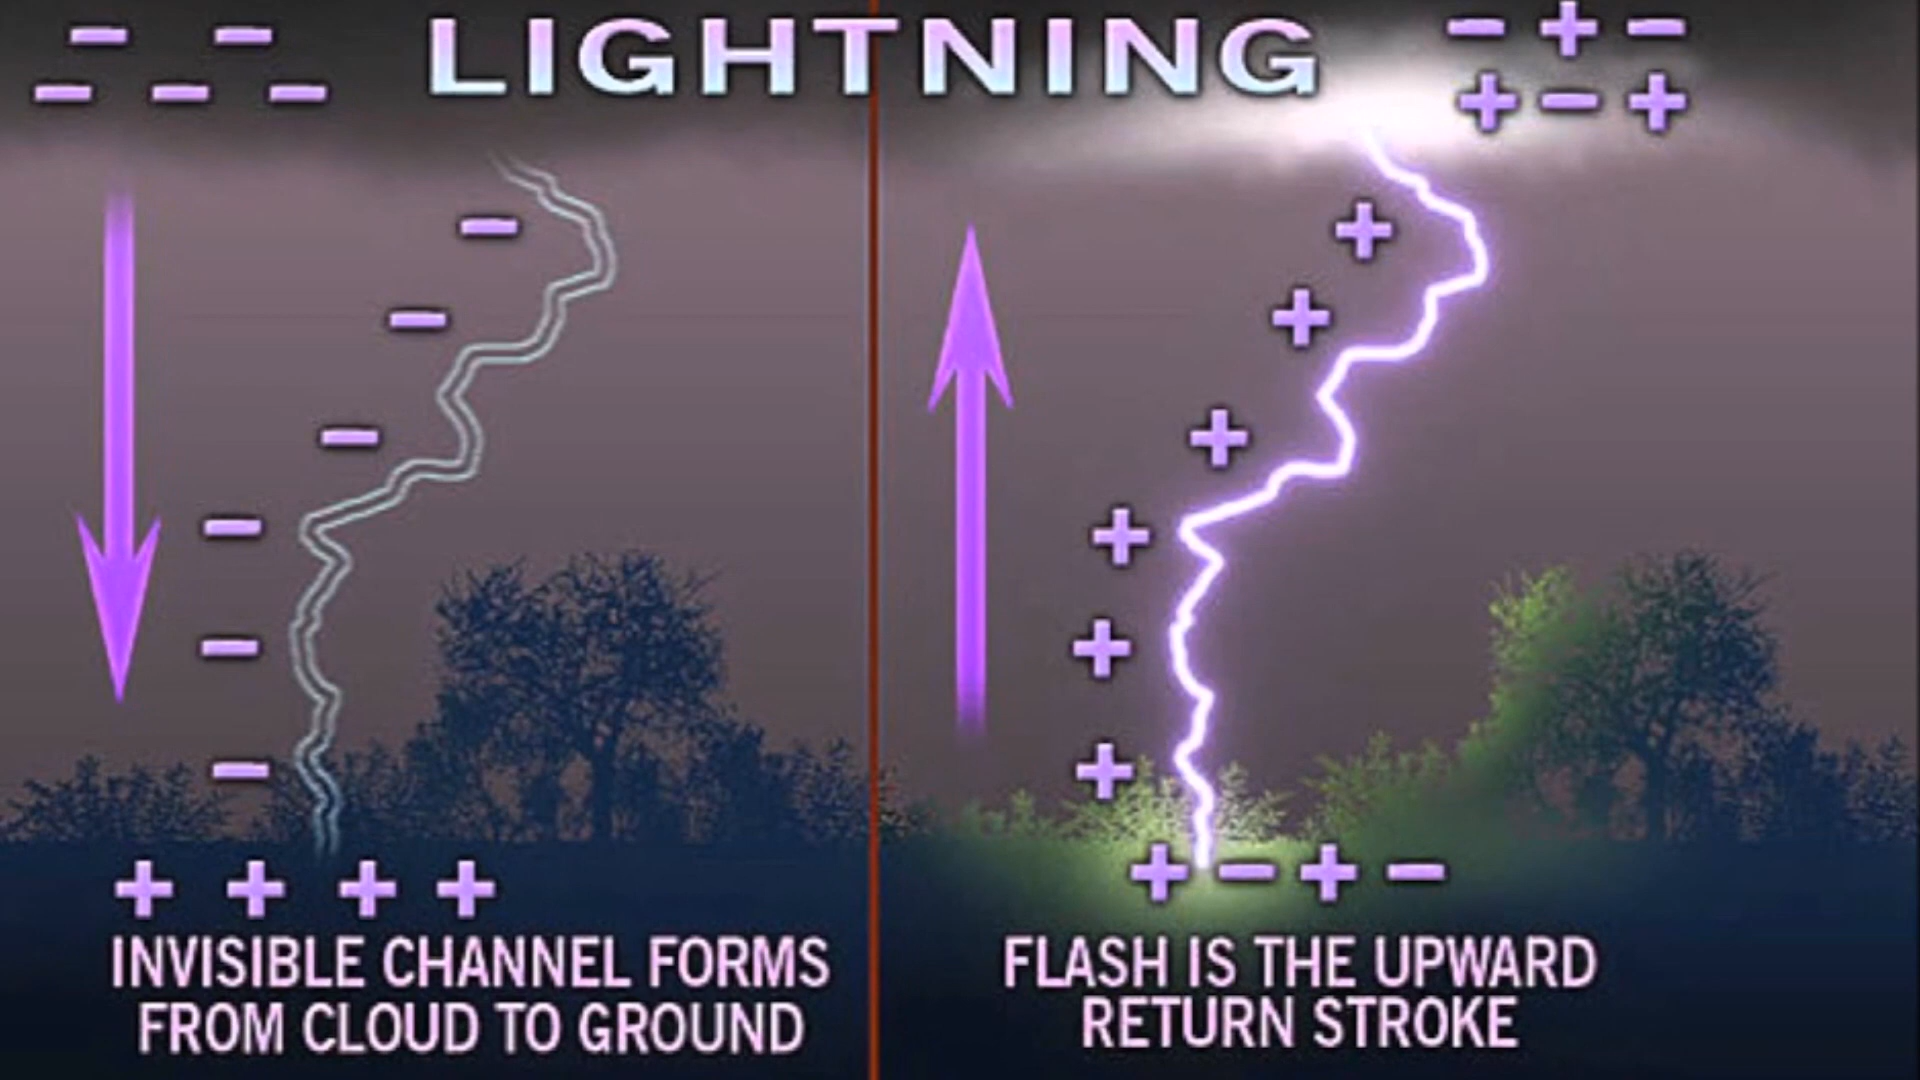 LIGHTNING
INVISIBLE CHANNEL FORMS
FROM CLOUD TO GROUND
FLASH IS THE UPWARD
RETURN STROKE